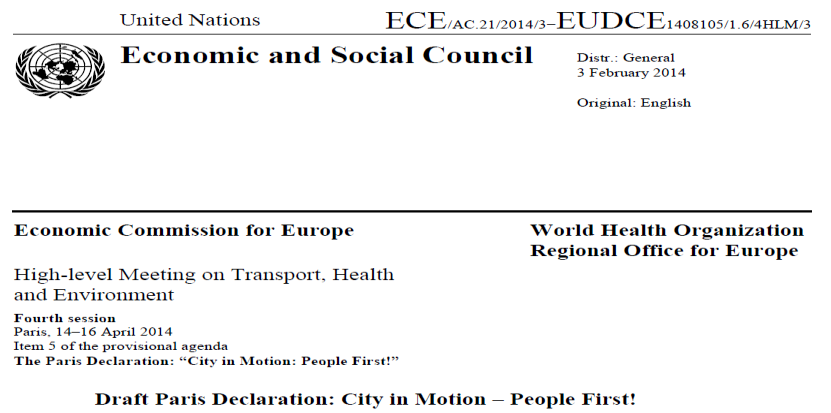 United Nations ECE/AC.21/2014/3–EUDCE1408105/1.6/4HLM/3
Economic and Social Council
Distr.: General
3 February 2014
Original: English
Economic Commission for Europe
World Health Organization
Regional Office for Europe
High-level Meeting on Transport, Health
and Environment
Fourth session
Paris, 14–16 April 2014
Item 5 of the provisional agenda
The Paris Declaration: “City in Motion: People First!”
Draft Paris Declaration: City in Motion – People First!